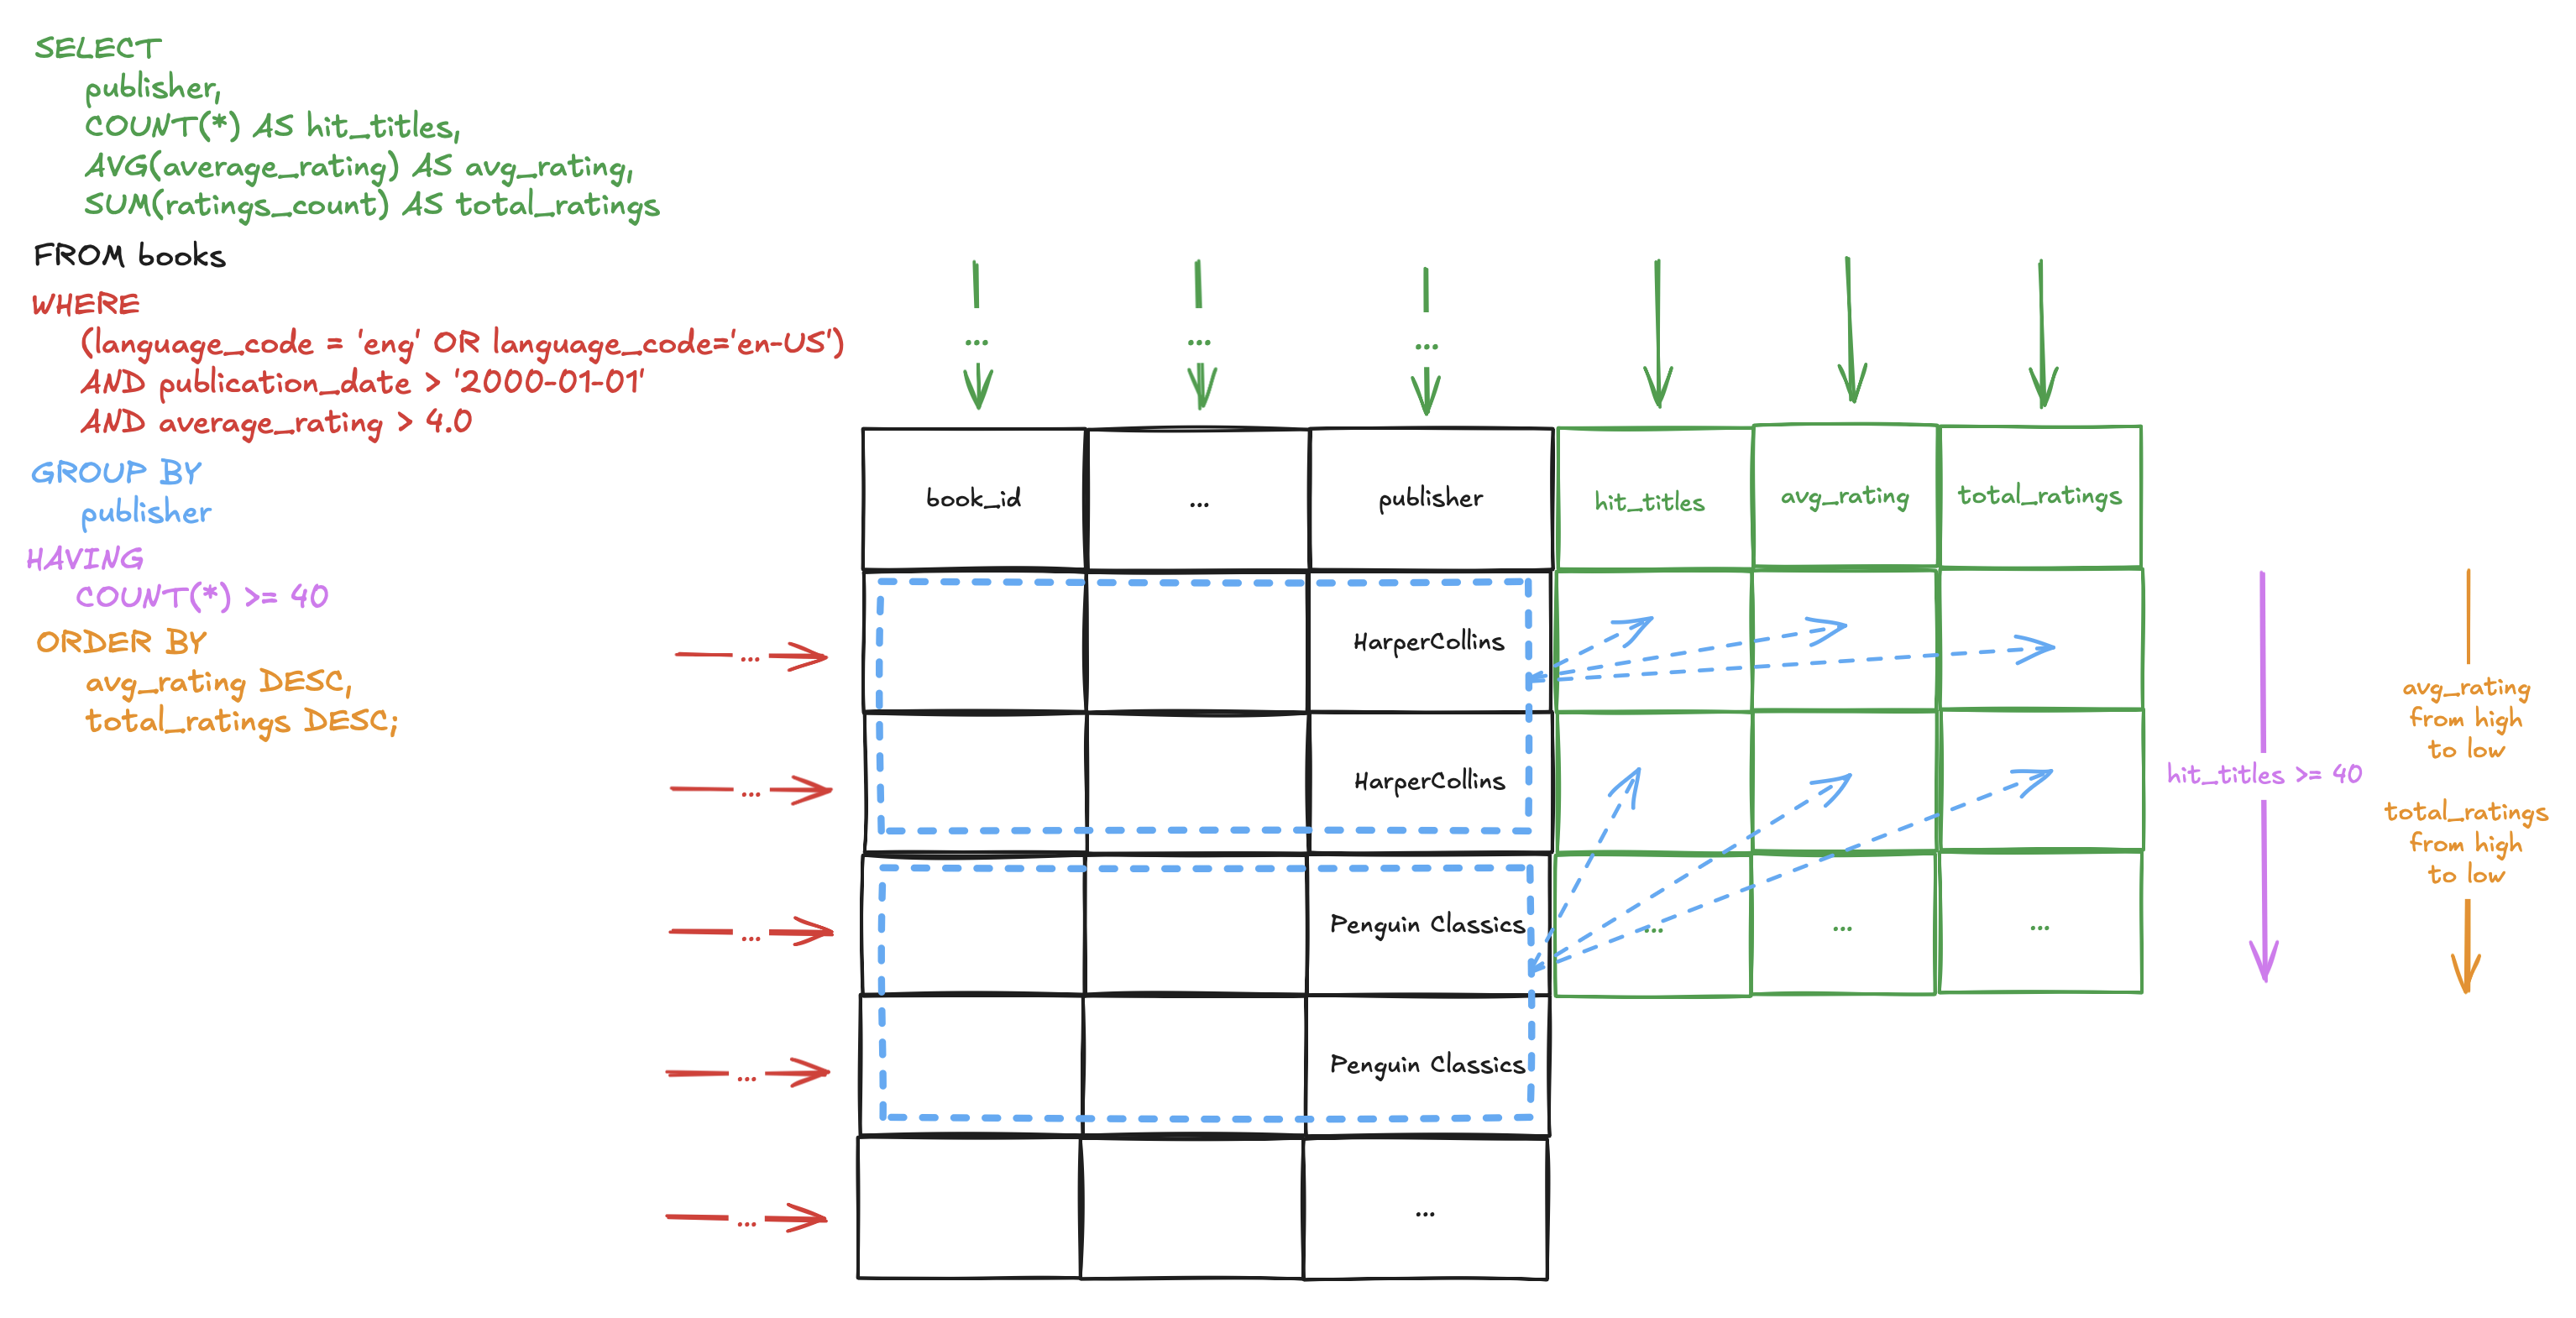 SELECT
publisher,
COUNT(*) AS hit_titles,
AVG(average_rating) AS avg_rating,
SUM(ratings_count) AS total_ratings
FROM books
WHERE
(language_code = 'eng' OR language_code='en-US')
AND publication_date > '2000-01-01'
AND average_rating > 4.0
GROUP BY
publisher
HAVING
COUNT(*) >= 40
ORDER BY
avg_rating DESC,
total_ratings DESC;
... ... ...
book_id ... publisher hit_titles avg_rating total_ratings
... HarperCollins
... HarperCollins
... Penguin Classics ... ... ...
... Penguin Classics
... ...
hit_titles >= 40
avg_rating
from high
to low
total_ratings
from high
to low